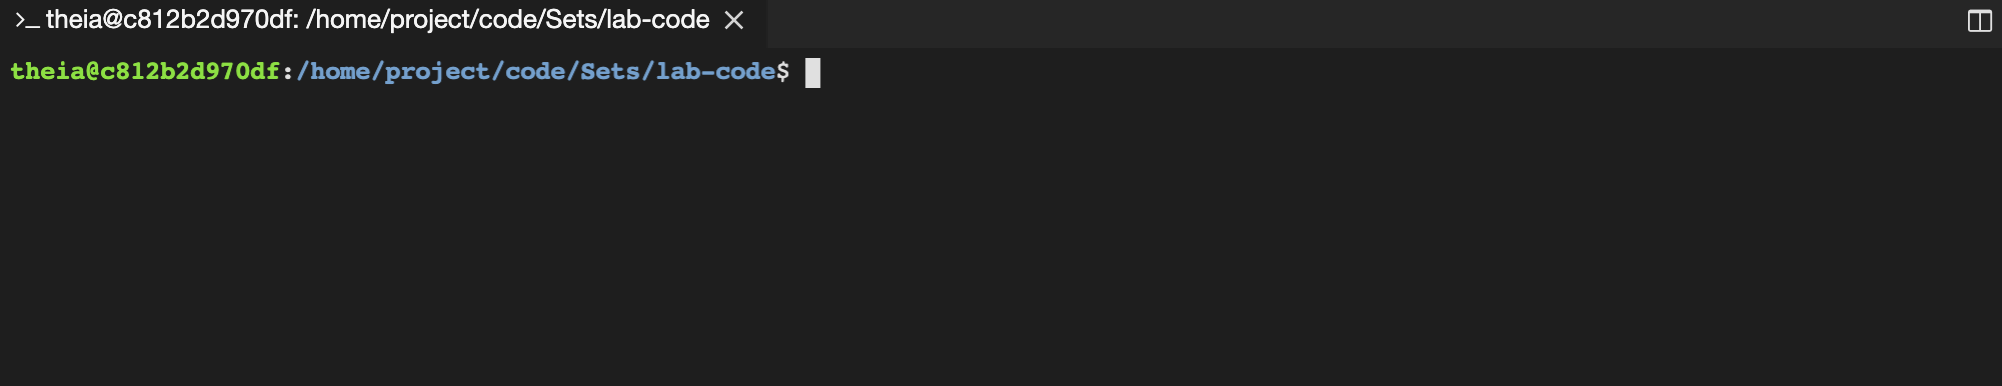 >_ theia@c812b2d970df: /home/project/code/Sets/lab-code ×
theia@c812b2d970df:/home/project/code/Sets/lab-code$